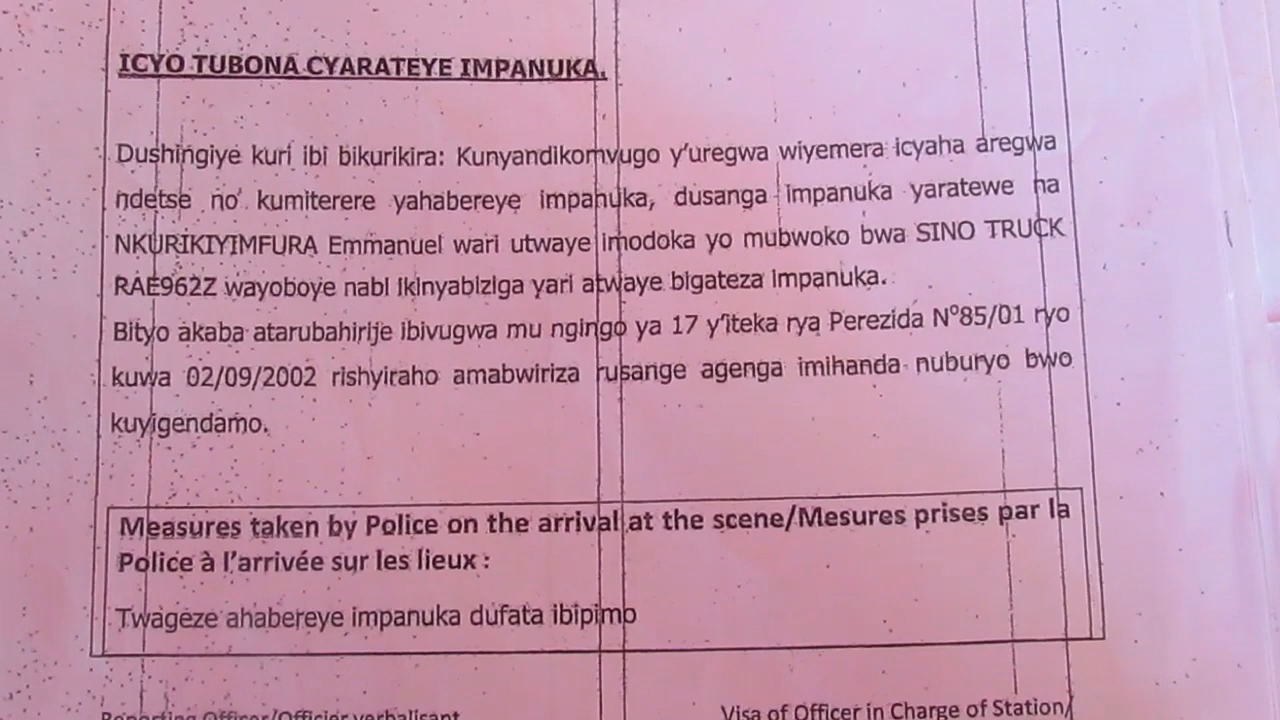 ICYO TUBONA CYARATEYE IMPANUKA.
Dushingiye kuri ibi bikurikira: Kunyandikomvugo y'uregwa wiyemera icyaha aregwa
ndetse no' kumiterere yahabereye impanuka, dusanga impanuka yaratewe na
NKURIKIYIMFURA Emmanuel wari utwaye imodoka yo mubwoko bwa SINO TRUCK
RAE962Z wayoboye nabi ikinyabiziga yari atwaye bigateza impanuka.
Bityo akaba atarubahirije ibivugwa mu ngingo ya 17 y'iteka rya Perezida N°85/01 ryo
kuwa 02/09/2002 rishyiraho amabwiriza rusange agenga imihanda nuburyo bwo
kuyigendamo.
Measures taken by Police on the arrival at the scene/Mesures prises par la
Police à l'arrivée sur les lieux :
Twageze ahabereye impanuka dufata ibipimo
Reporting Officer/Officier verbalisant
Visa of Officer in Charge of Station/